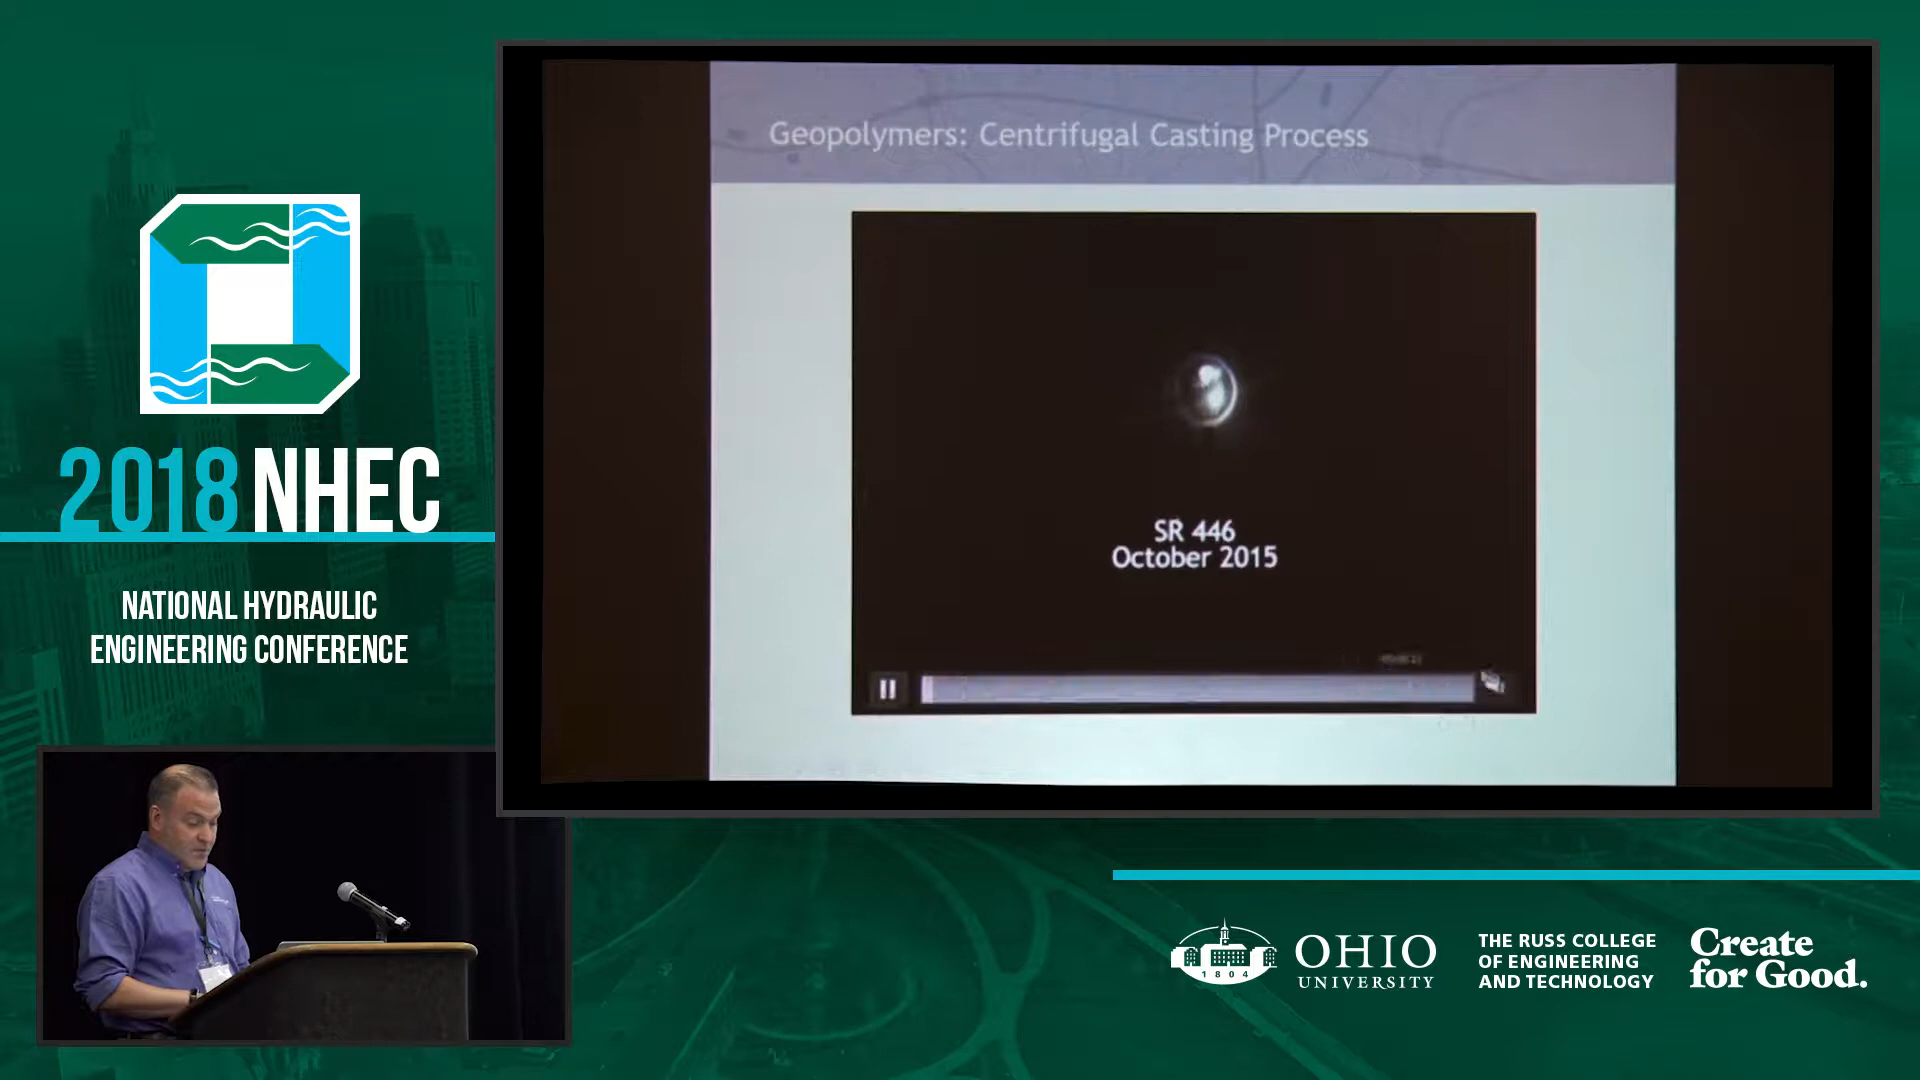 Geopolymers: Centrifugal Casting Process
SR 446
October 2015
2018 NHEC
NATIONAL HYDRAULIC
ENGINEERING CONFERENCE
1804
OHIO
UNIVERSITY
THE RUSS COLLEGE
OF ENGINEERING
AND TECHNOLOGY
Create
for Good.